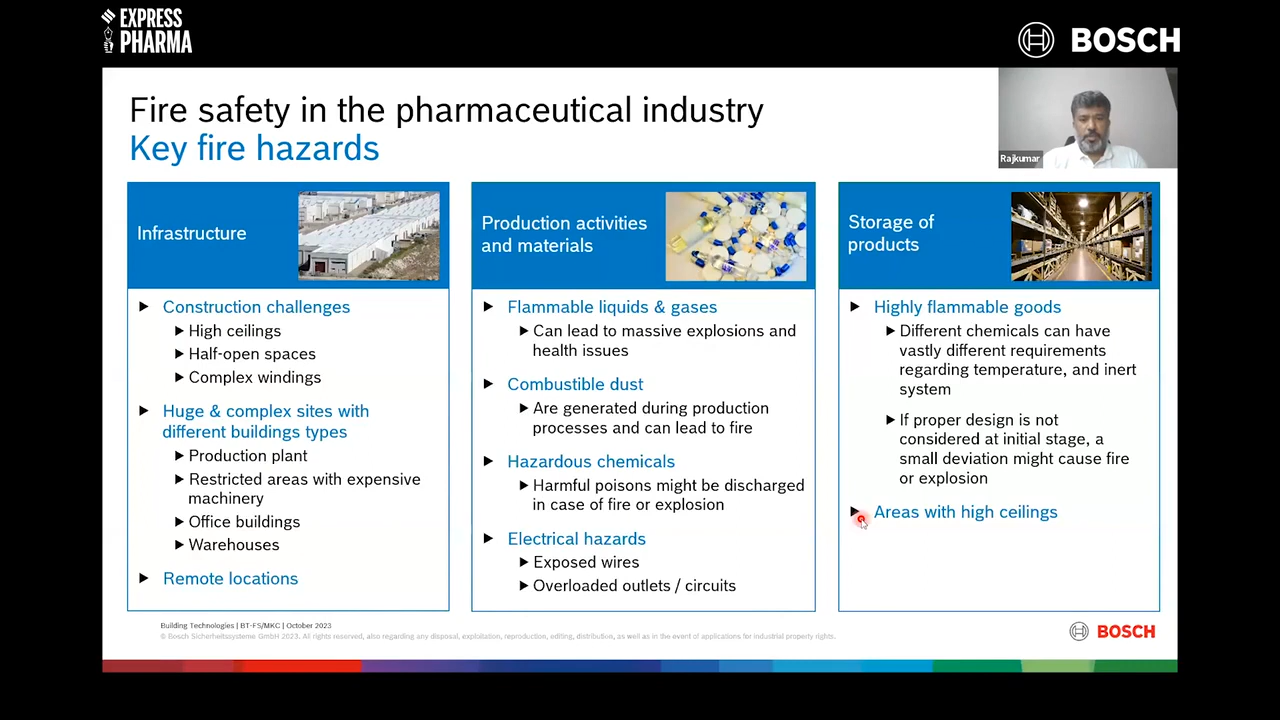 EXPRESS
PHARMA
BOSCH
Fire safety in the pharmaceutical industry
Key fire hazards
Rajkumar
Infrastructure
Construction challenges
High ceilings
Half-open spaces
Complex windings
Huge & complex sites with
different buildings types
Production plant
Restricted areas with expensive
machinery
Office buildings
Warehouses
Remote locations
Production activities
and materials
Flammable liquids & gases
Can lead to massive explosions and
health issues
Combustible dust
Are generated during production
processes and can lead to fire
Hazardous chemicals
Harmful poisons might be discharged
in case of fire or explosion
Electrical hazards
Exposed wires
Overloaded outlets / circuits
Storage of
products
Highly flammable goods
Different chemicals can have
vastly different requirements
regarding temperature, and inert
system
If proper design is not
considered at initial stage, a
small deviation might cause fire
or explosion
Areas with high ceilings
Building Technologies | BT-FS/MKC | October 2023
© Bosch Sicherheitssysteme GmbH 2023. All rights reserved, also regarding any disposal, exploitation, reproduction, editing, distribution, as well as in the event of applications for industrial property rights.
BOSCH